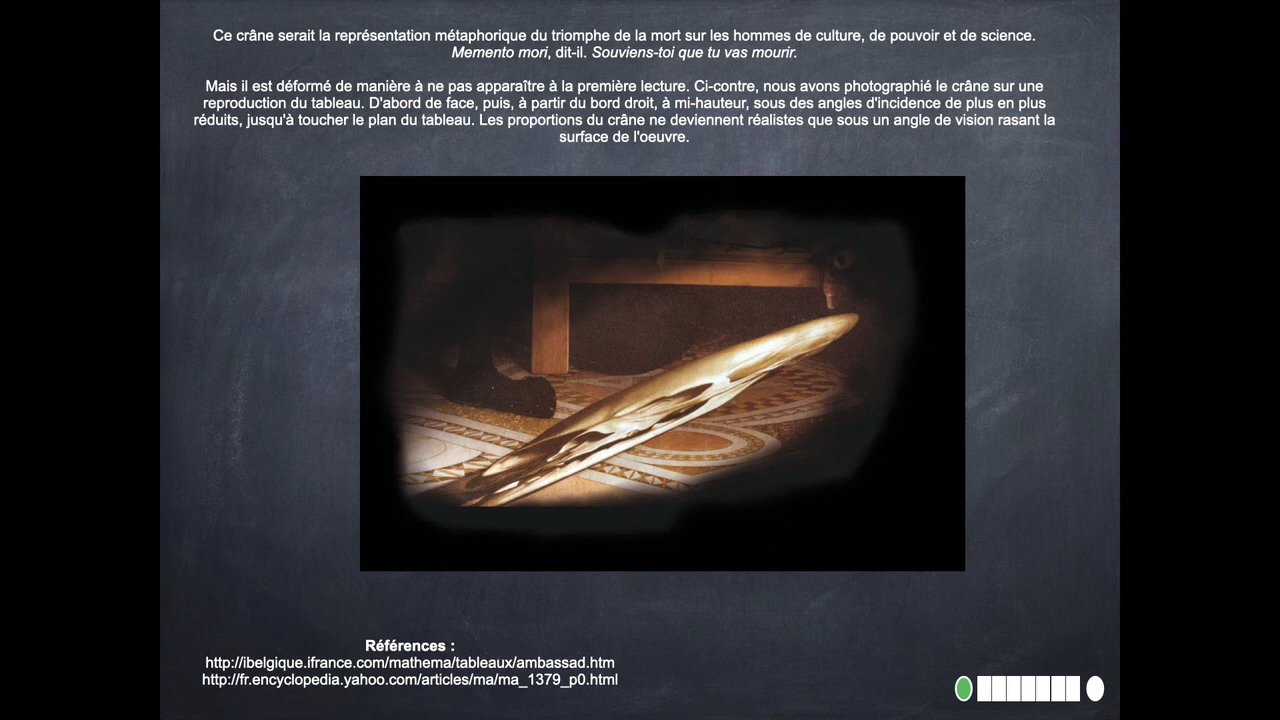 Ce crâne serait la représentation métaphorique du triomphe de la mort sur les hommes de culture, de pouvoir et de science.
Memento mori, dit-il. Souviens-toi que tu vas mourir.
Mais il est déformé de manière à ne pas apparaître à la première lecture. Ci-contre, nous avons photographié le crâne sur une
reproduction du tableau. D'abord de face, puis, à partir du bord droit, à mi-hauteur, sous des angles d'incidence de plus en plus
réduits, jusqu'à toucher le plan du tableau. Les proportions du crâne ne deviennent réalistes que sous un angle de vision rasant la
surface de l'oeuvre.
Références :
http://ibelgique.ifrance.com/mathema/tableaux/ambassad.htm
http://fr.encyclopedia.yahoo.com/articles/ma/ma_1379_p0.html